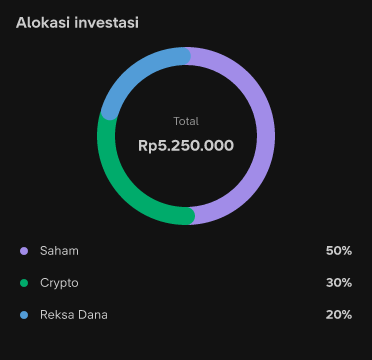 Alokasi investasi
Total
Rp5.250.000
Saham 50%
Crypto 30%
Reksa Dana 20%